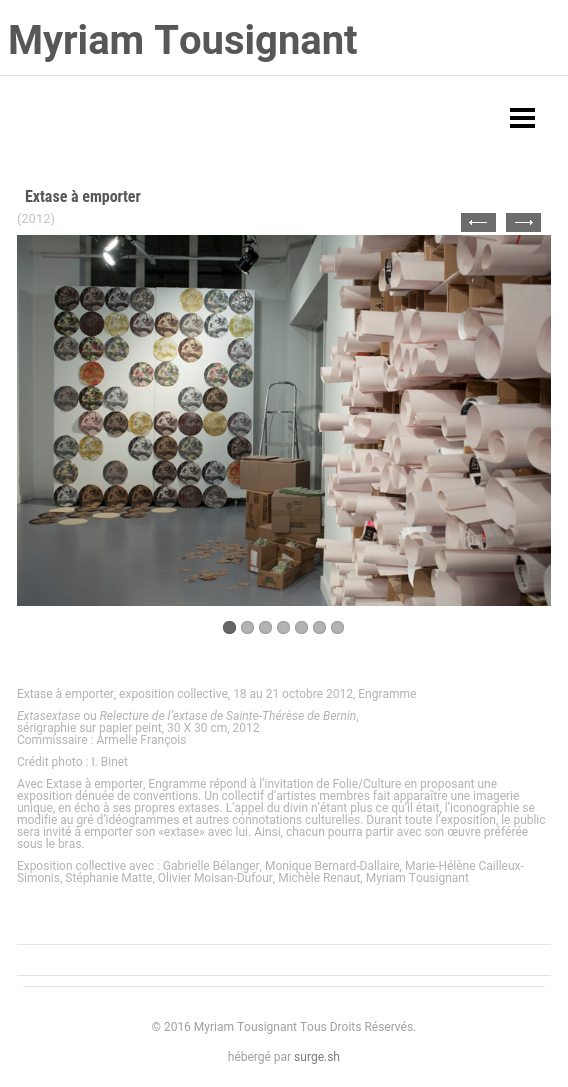 Myriam Tousignant
Extase à emporter
(2012)
Extase à emporter, exposition collective, 18 au 21 octobre 2012, Engramme
Extasextase ou Relecture de l’extase de Sainte-Thérèse de Bernin,
sérigraphie sur papier peint, 30 X 30 cm, 2012
Commissaire : Armelle François
Crédit photo : I. Binet
Avec Extase à emporter, Engramme répond à l’invitation de Folie/Culture en proposant une
exposition dénuée de conventions. Un collectif d’artistes membres fait apparaître une imagerie
unique, en écho à ses propres extases. L’appel du divin n’étant plus ce qu’il était, l’iconographie se
modifie au gré d’idéogrammes et autres connotations culturelles. Durant toute l’exposition, le public
sera invité à emporter son «extase» avec lui. Ainsi, chacun pourra partir avec son œuvre préférée
sous le bras.
Exposition collective avec : Gabrielle Bélanger, Monique Bernard-Dallaire, Marie-Hélène Cailleux-
Simonis, Stéphanie Matte, Olivier Moisan-Dufour, Michèle Renaut, Myriam Tousignant
© 2016 Myriam Tousignant Tous Droits Réservés.
hébergé par surge.sh